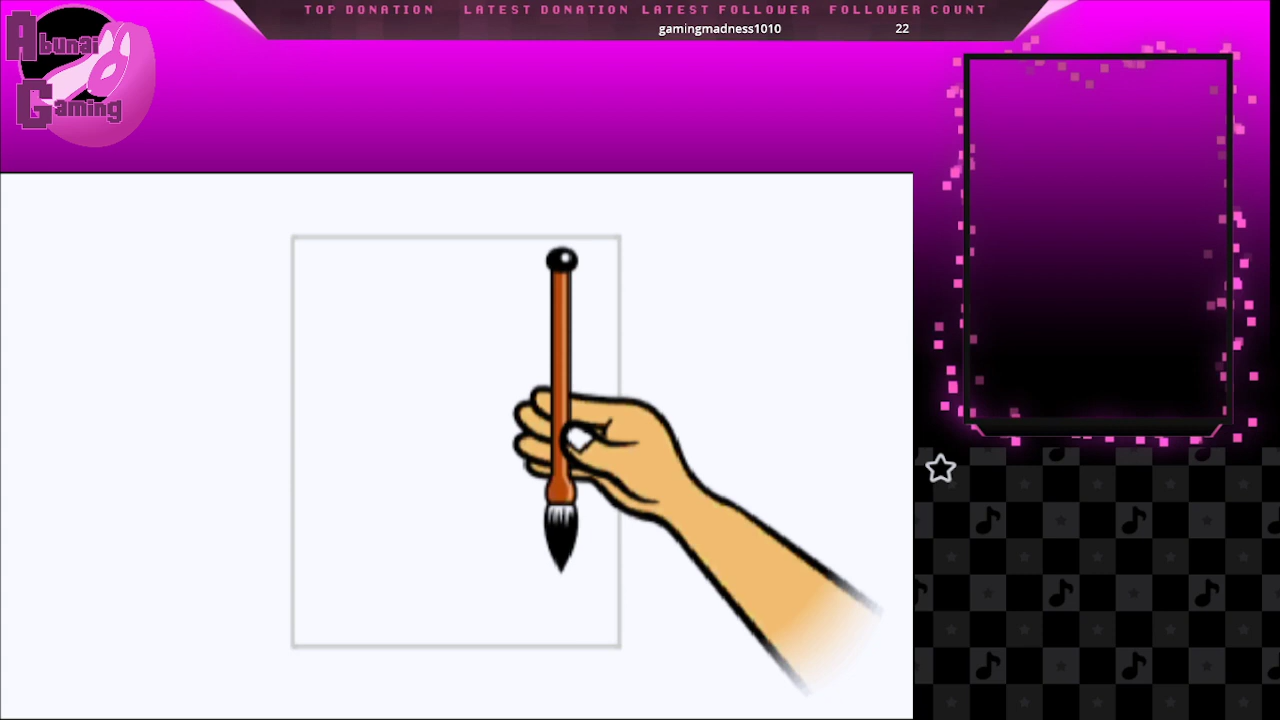 TOP DONATION LATEST DONATION LATEST FOLLOWER FOLLOWER COUNT
gamingmadness1010 22
Abunai
Gaming